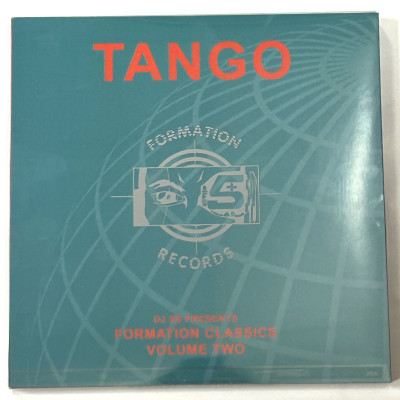 TANGO
FORMATION
RECORDS
DJ SS PRESENTS
FORMATION CLASSICS
VOLUME TWO